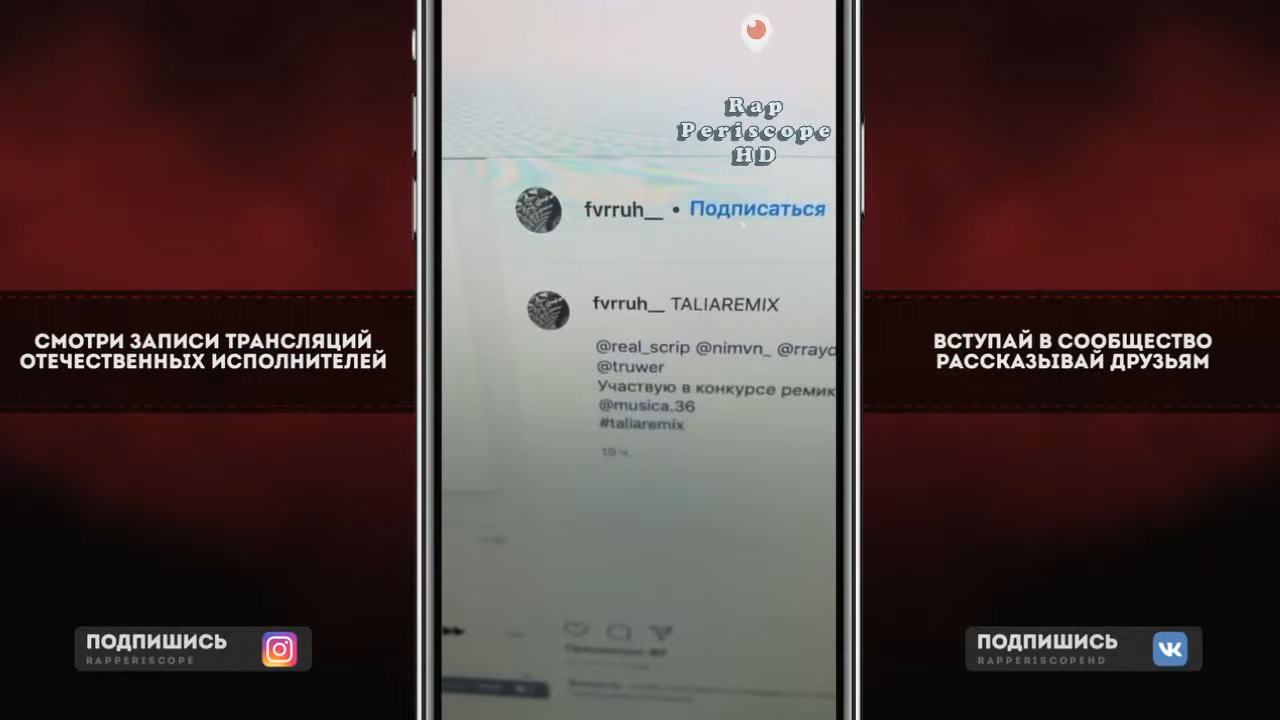 Rap
Periscope
HD
fvrruh__ • Подписаться
fvrruh__ TALIAREMIX
@real_scrip @nimvn_
@truwer
Участвую в конкурсе
@musica.36
#taliaremix
19 ч.
СМОТРИ ЗАПИСИ ТРАНСЛЯЦИЙ
ОТЕЧЕСТВЕННЫХ ИСПОЛНИТЕЛЕЙ
ВСТУПАЙ В СООБЩЕСТВО
РАССКАЗЫВАЙ ДРУЗЬЯМ
ПОДПИШИСЬ
RAPPERISCOPE
ПОДПИШИСЬ
RAPPERISCOPEHD